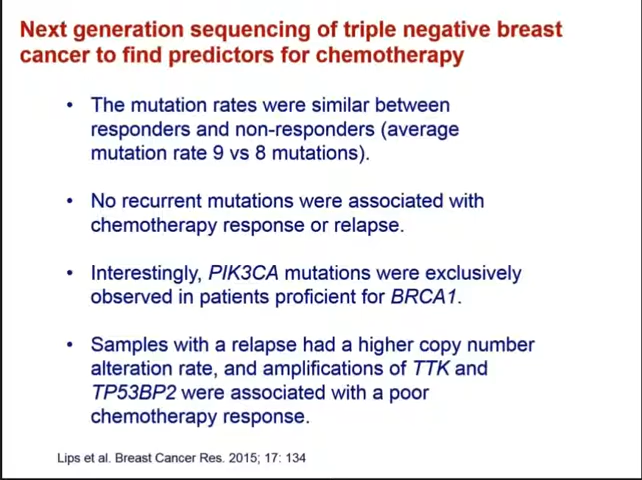 Next generation sequencing of triple negative breast
cancer to find predictors for chemotherapy
• The mutation rates were similar between
responders and non-responders (average
mutation rate 9 vs 8 mutations).
• No recurrent mutations were associated with
chemotherapy response or relapse.
• Interestingly, PIK3CA mutations were exclusively
observed in patients proficient for BRCA1.
• Samples with a relapse had a higher copy number
alteration rate, and amplifications of TTK and
TP53BP2 were associated with a poor
chemotherapy response.
Lips et al. Breast Cancer Res. 2015; 17: 134